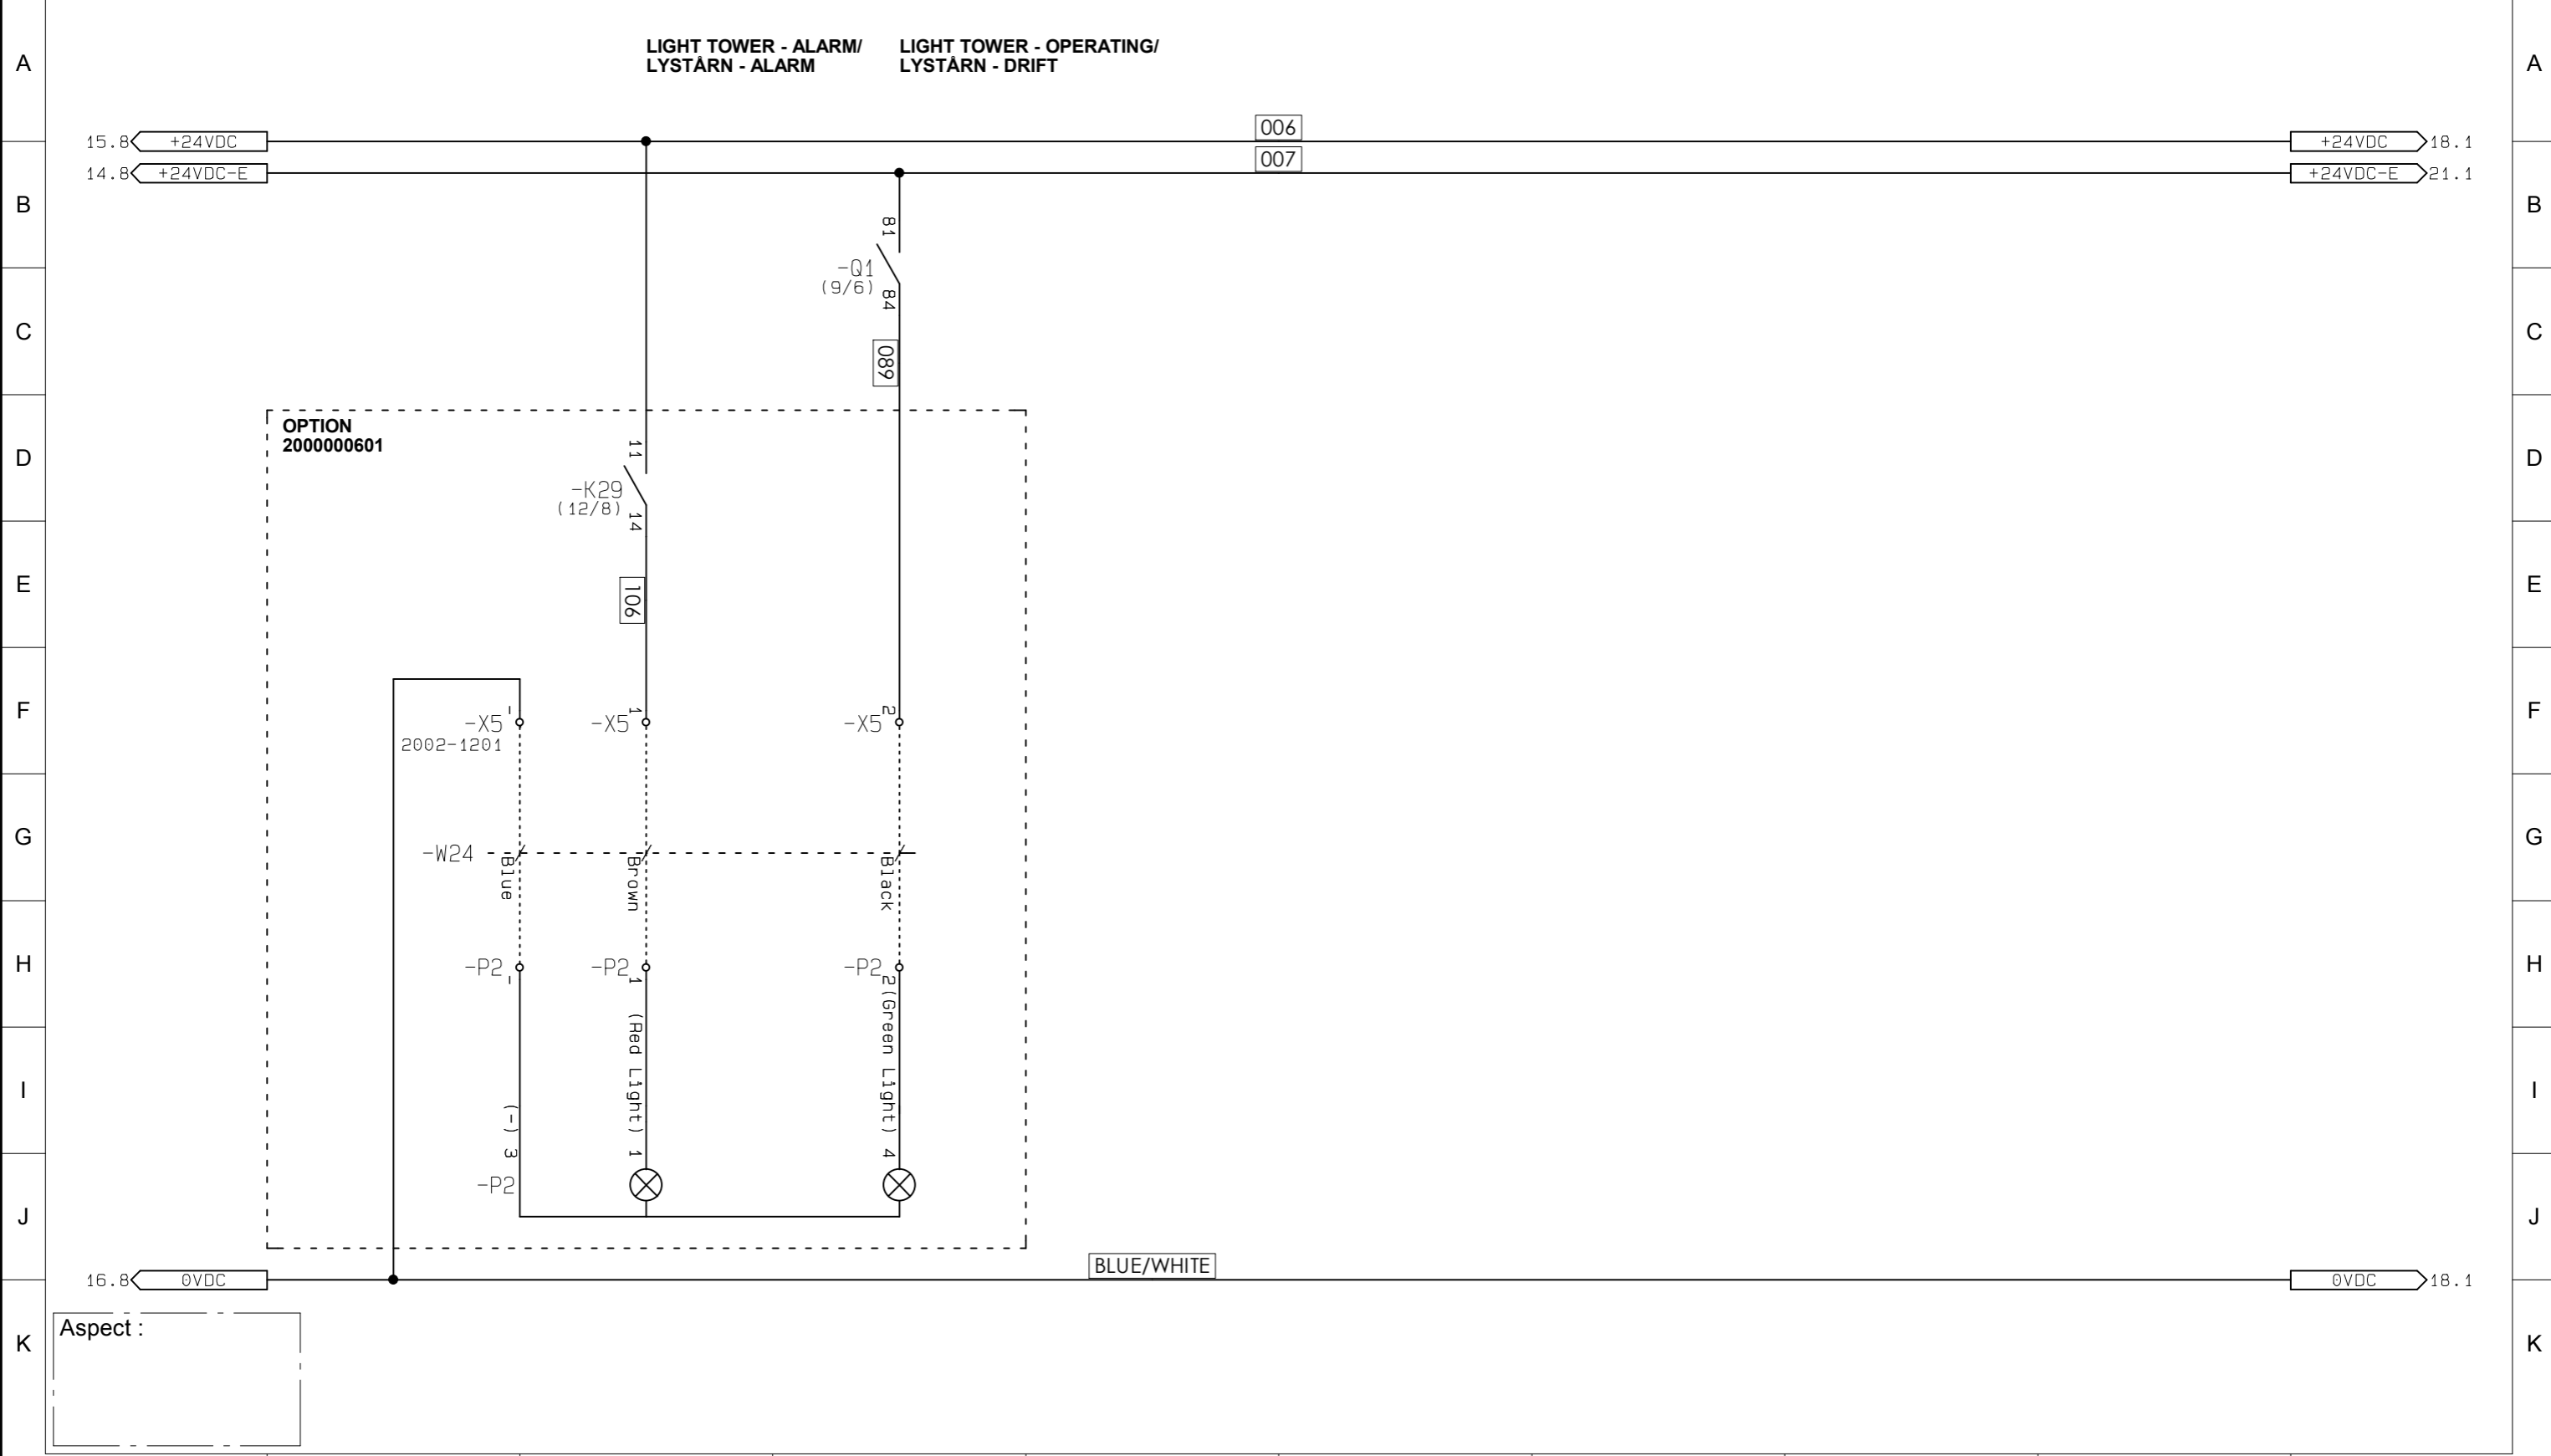 LIGHT TOWER - ALARM/
LYSTÅRN - ALARM
LIGHT TOWER - OPERATING/
LYSTÅRN - DRIFT
A
A
006
15.8 +24VDC
+24VDC 18.1
007
14.8 +24VDC-E
+24VDC-E 21.1
B
B
81
-Q1
(9/6)
84
C
C
089
OPTION
2000000601
D
D
11
-K29
(12/8)
14
E
E
106
F
F
-X5 -
2002-1201
-X5 1
-X5 2
G
G
-W24
Blue
Brown
Black
H
H
-P2 -
-P2 1
-P2 2
(Red Light) 1
(Green Light) 4
I
I
(-) 3
-P2
J
J
BLUE/WHITE
16.8 0VDC
0VDC 18.1
Aspect :
K
K